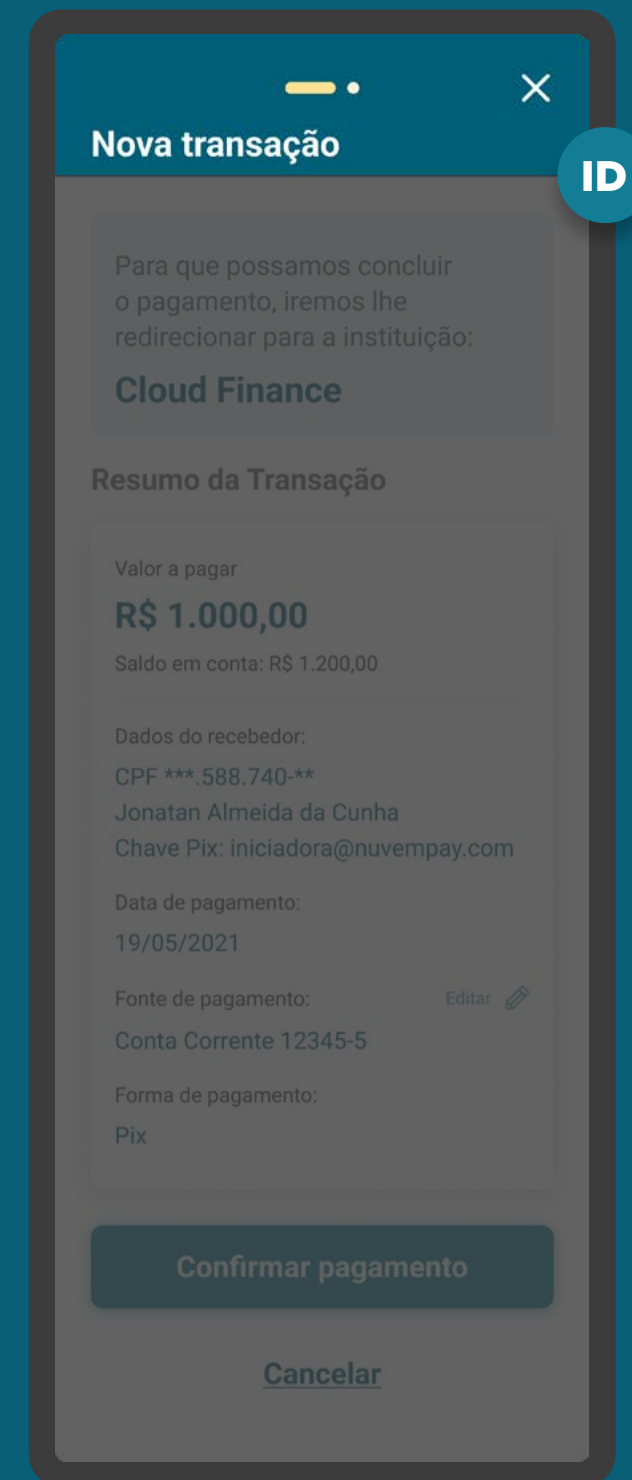 Nova transação
ID
Para que possamos concluir
o pagamento, iremos lhe
redirecionar para a instituição:
Cloud Finance
Resumo da Transação
Valor a pagar
R$ 1.000,00
Saldo em conta: R$ 1.200,00
Dados do recebedor:
CPF ***.588.740-**
Jonatan Almeida da Cunha
Chave Pix: iniciadora@nuvempay.com
Data de pagamento:
19/05/2021
Fonte de pagamento:
Editar
Conta Corrente 12345-5
Forma de pagamento:
Pix
Confirmar pagamento
Cancelar